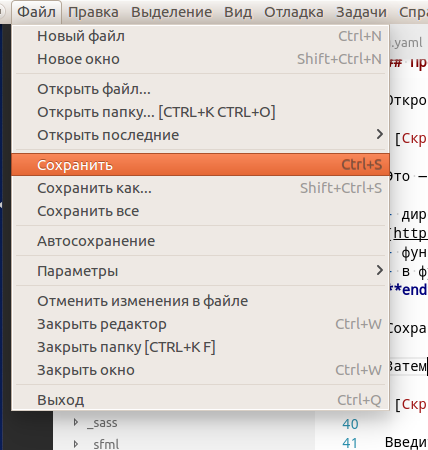 Файл Правка Выделение Вид Отладка Задачи Спра
Новый файл Ctrl+N
Новое окно Shift+Ctrl+N
.yaml
## Пр
Открыть файл...
Открыть папку... [CTRL+K CTRL+O]
Откро
Открыть последние
[Скр
Сохранить Ctrl+S
Это —
Сохранить как... Shift+Ctrl+S
Сохранить все
- дир
[http
Автосохранение
- фун
Параметры
- в ф
**end
Отменить изменения в файле
Закрыть редактор Ctrl+W
Сохра
Закрыть папку [CTRL+K F]
Закрыть окно Ctrl+W
Затем
Выход Ctrl+Q
[Скр
_sass
40
_sfml
41 Введи